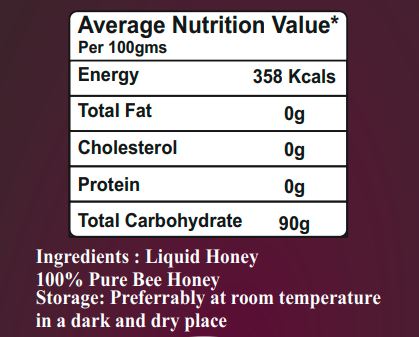 Average Nutrition Value*
Per 100gms
Energy 358 Kcals
Total Fat 0g
Cholesterol 0g
Protein 0g
Total Carbohydrate 90g
Ingredients : Liquid Honey
100% Pure Bee Honey
Storage: Preferrably at room temperature
in a dark and dry place